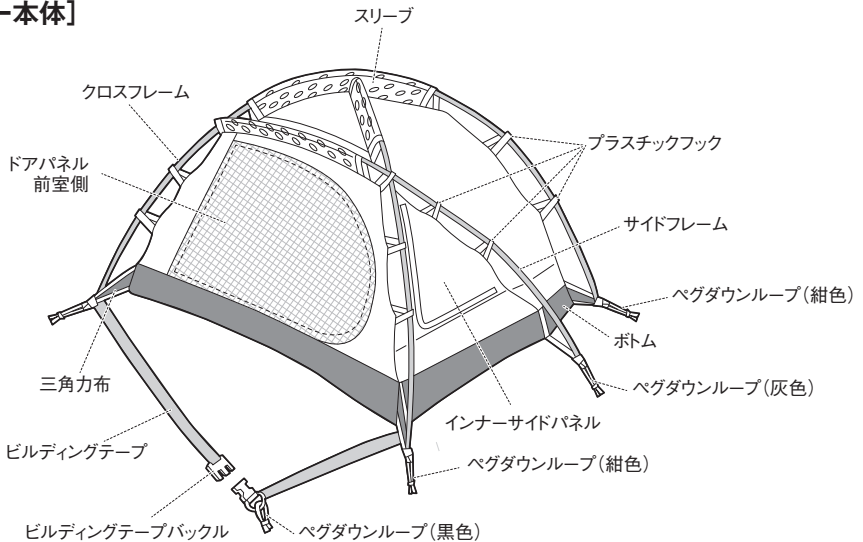 ー本体]
スリーブ
クロスフレーム
プラスチックフック
ドアパネル
前室側
サイドフレーム
ペグダウンループ（紺色）
ボトム
三角力布
ペグダウンループ（灰色）
インナーサイドパネル
ビルディングテープ
ペグダウンループ（紺色）
ビルディングテープバックル
ペグダウンループ（黒色）